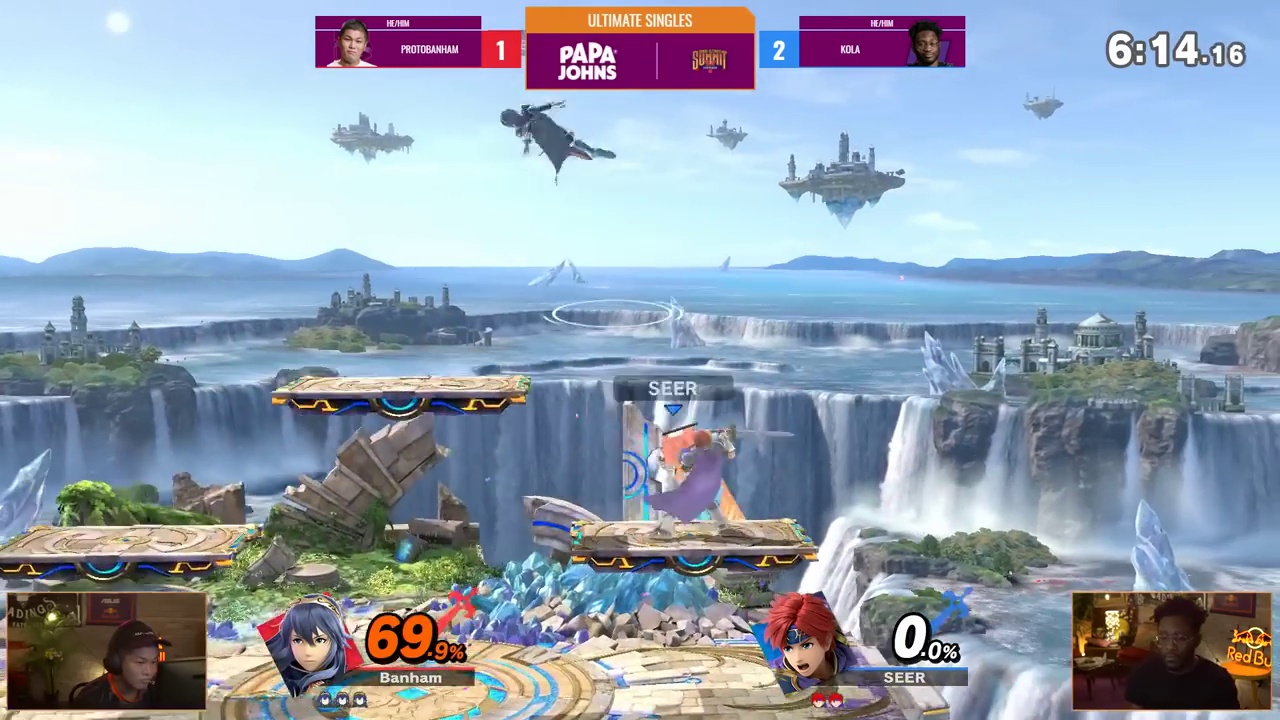 HE/HIM
PROTOBANHAM
1
ULTIMATE SINGLES
PAPA JOHNS
SUMMIT
2
HE/HIM
KOLA
6:14.16
SEER
69.9%
Banham
0.0%
SEER
Red Bu